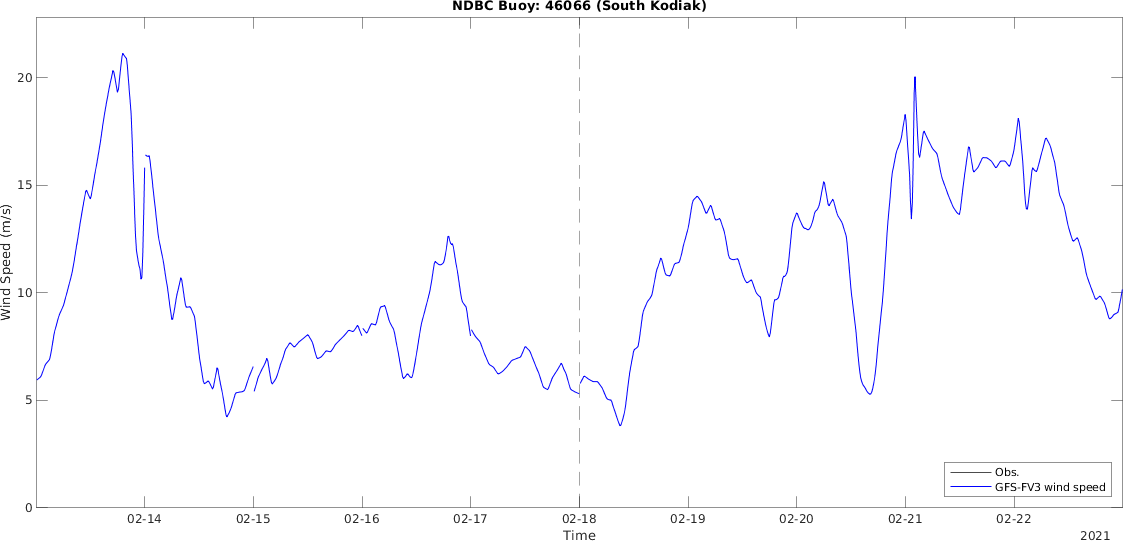 NDBC Buoy: 46066 (South Kodiak)
Wind Speed (m/s)
20
15
10
5
0
02-14 02-15 02-16 02-17 02-18 02-19 02-20 02-21 02-22
Time
2021
Obs.
GFS-FV3 wind speed